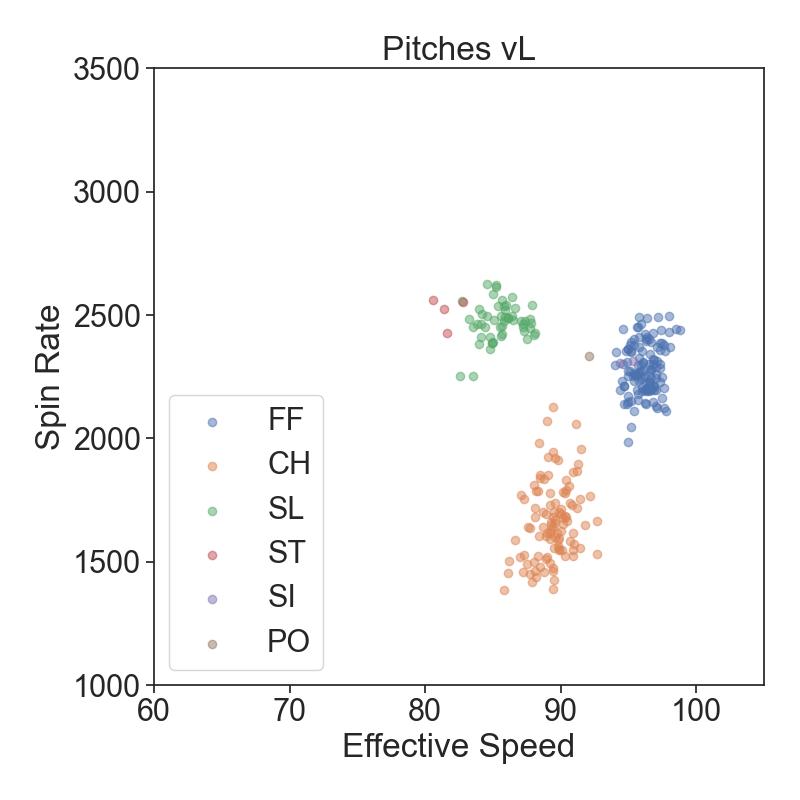 Pitches vL
3500
3000
2500
2000
1500
1000
Spin Rate
FF
CH
SL
ST
SI
PO
60 70 80 90 100
Effective Speed